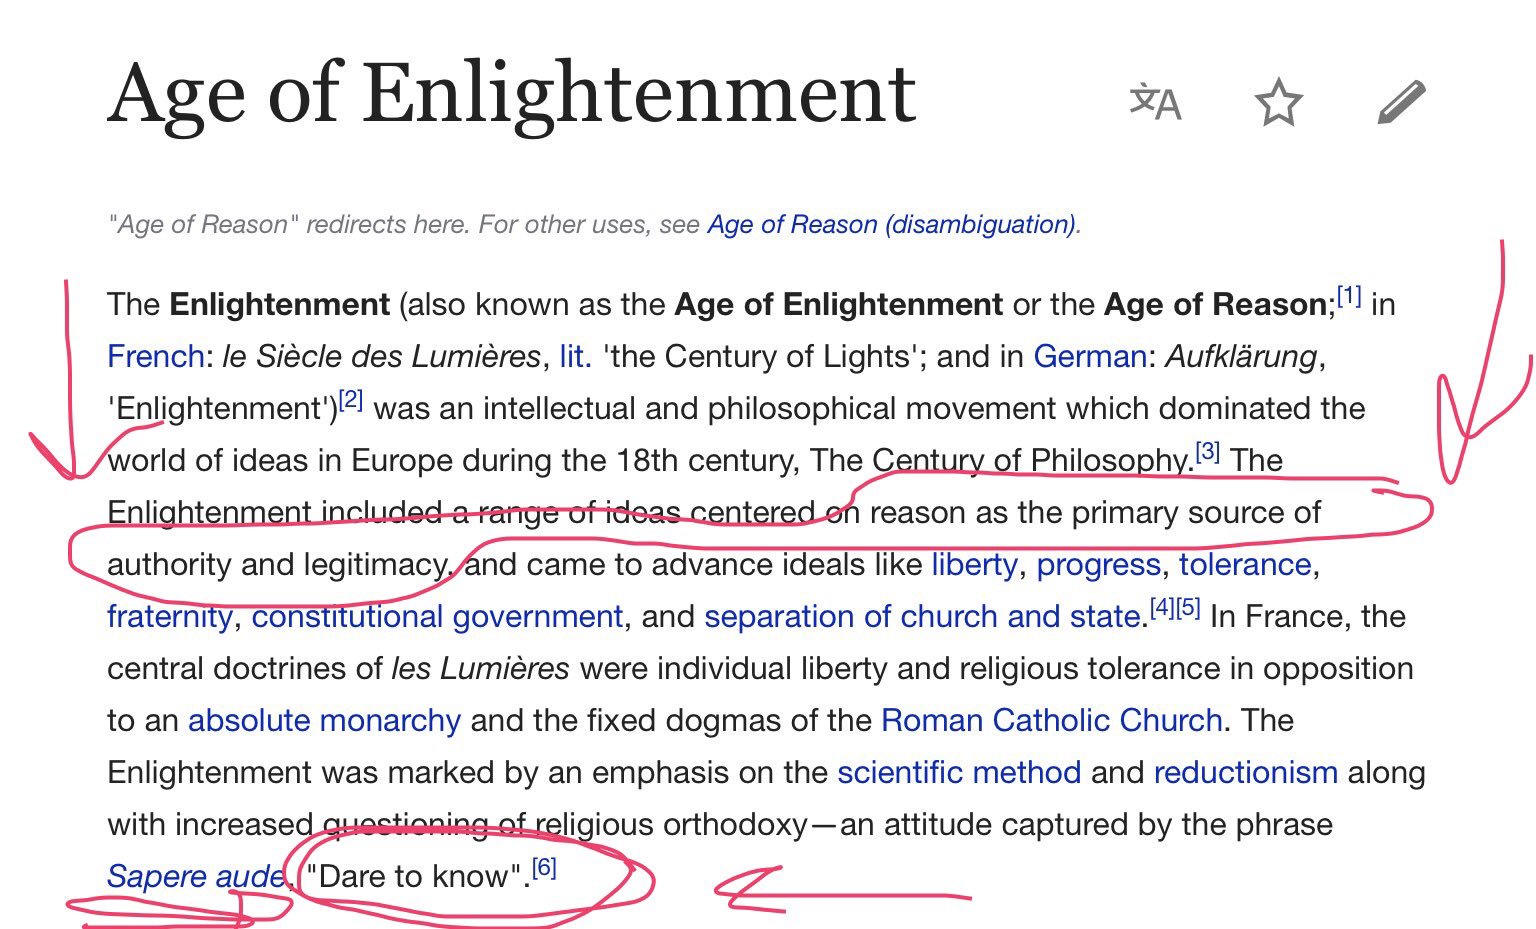 Age of Enlightenment
"Age of Reason" redirects here. For other uses, see Age of Reason (disambiguation).
The Enlightenment (also known as the Age of Enlightenment or the Age of Reason;[1] in
French: le Siècle des Lumières, lit. 'the Century of Lights'; and in German: Aufklärung,
'Enlightenment')[2] was an intellectual and philosophical movement which dominated the
world of ideas in Europe during the 18th century, The Century of Philosophy.[3] The
Enlightenment included a range of ideas centered on reason as the primary source of
authority and legitimacy, and came to advance ideals like liberty, progress, tolerance,
fraternity, constitutional government, and separation of church and state.[4][5] In France, the
central doctrines of les Lumières were individual liberty and religious tolerance in opposition
to an absolute monarchy and the fixed dogmas of the Roman Catholic Church. The
Enlightenment was marked by an emphasis on the scientific method and reductionism along
with increased questioning of religious orthodoxy—an attitude captured by the phrase
Sapere aude, "Dare to know".[6]